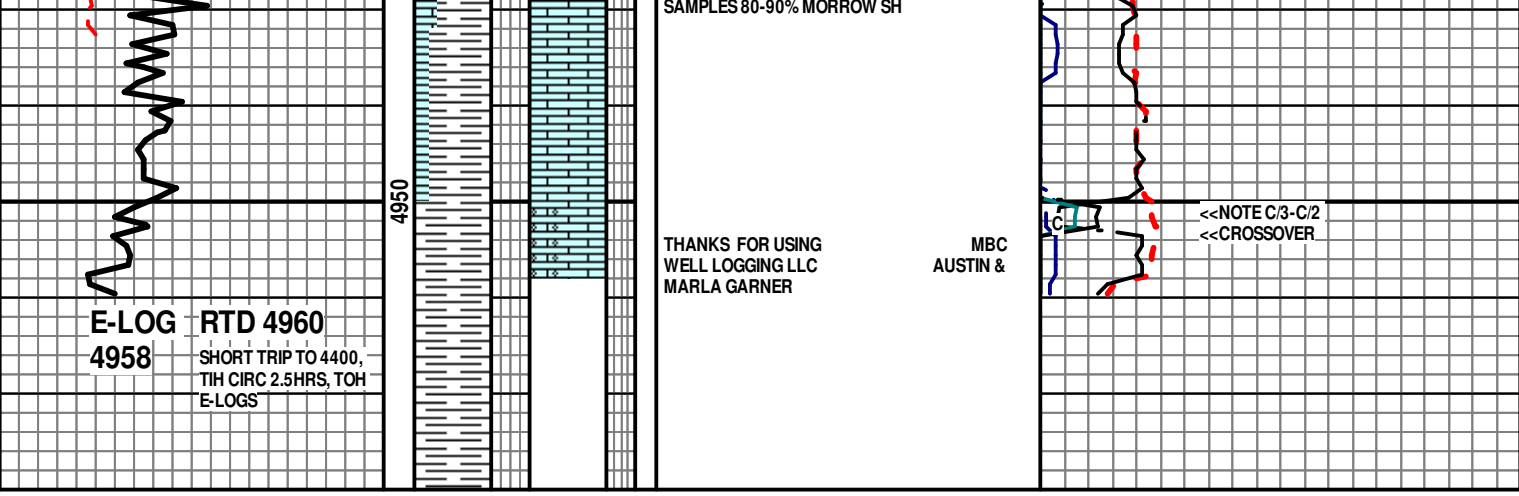 SAMPLES 80-90% MORROW SH
4950
C
<<NOTE C/3-C/2
<<CROSSOVER
THANKS FOR USING MBC
WELL LOGGING LLC AUSTIN &
MARLA GARNER
E-LOG RTD 4960
4958
SHORT TRIP TO 4400,
TIH CIRC 2.5HRS, TOH
E-LOGS